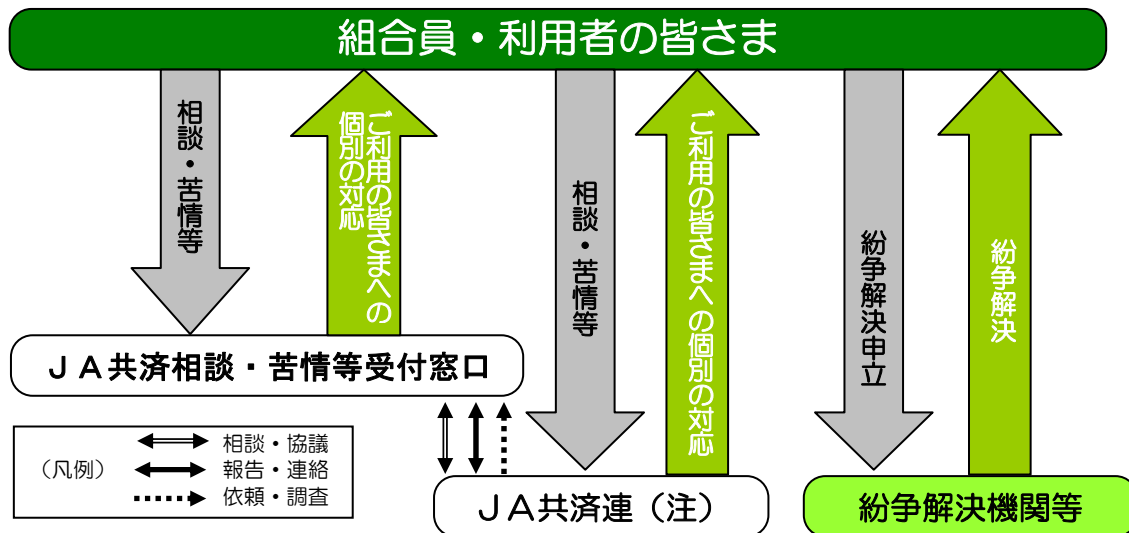 組合員・利用者の皆さま
相談・苦情等
ご利用の皆さまへの
個別の対応
相談・苦情等
ご利用の皆さまへの個別の対応
紛争解決申立
紛争解決
ＪＡ共済相談・苦情等受付窓口
（凡例）
相談・協議
報告・連絡
依頼・調査
ＪＡ共済連（注）
紛争解決機関等